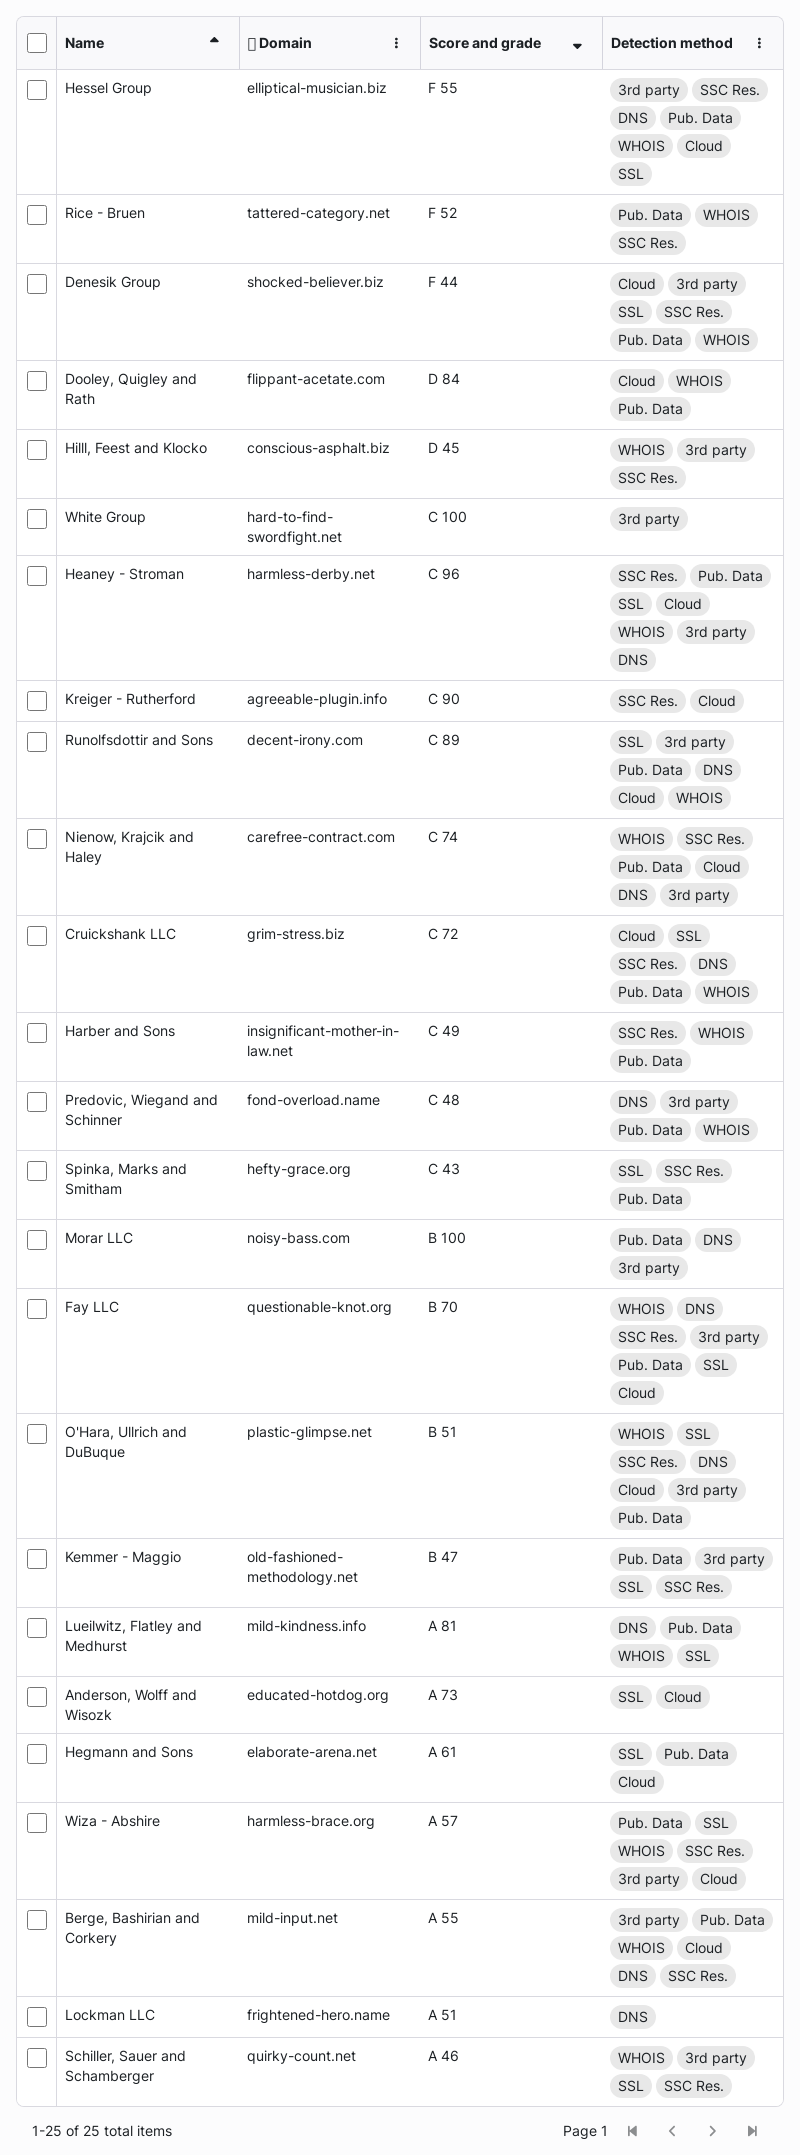 Name Domain Score and grade Detection method
Hessel Group elliptical-musician.biz F 55 3rd party SSC Res.
DNS Pub. Data
WHOIS Cloud
SSL
Rice - Bruen tattered-category.net F 52 Pub. Data WHOIS
SSC Res.
Denesik Group shocked-believer.biz F 44 Cloud 3rd party
SSL SSC Res.
Pub. Data WHOIS
Dooley, Quigley and flippant-acetate.com D 84 Cloud WHOIS
Rath Pub. Data
Hilll, Feest and Klocko conscious-asphalt.biz D 45 WHOIS 3rd party
SSC Res.
White Group hard-to-find- C 100 3rd party
swordfight.net
Heaney - Stroman harmless-derby.net C 96 SSC Res. Pub. Data
SSL Cloud
WHOIS 3rd party
DNS
Kreiger - Rutherford agreeable-plugin.info C 90 SSC Res. Cloud
Runolfsdottir and Sons decent-irony.com C 89 SSL 3rd party
Pub. Data DNS
Cloud WHOIS
Nienow, Krajcik and carefree-contract.com C 74 WHOIS SSC Res.
Haley Pub. Data Cloud
DNS 3rd party
Cruickshank LLC grim-stress.biz C 72 Cloud SSL
SSC Res. DNS
Pub. Data WHOIS
Harber and Sons insignificant-mother-in- C 49 SSC Res. WHOIS
law.net Pub. Data
Predovic, Wiegand and fond-overload.name C 48 DNS 3rd party
Schinner Pub. Data WHOIS
Spinka, Marks and hefty-grace.org C 43 SSL SSC Res.
Smitham Pub. Data
Morar LLC noisy-bass.com B 100 Pub. Data DNS
3rd party
Fay LLC questionable-knot.org B 70 WHOIS DNS
SSC Res. 3rd party
Pub. Data SSL
Cloud
O'Hara, Ullrich and plastic-glimpse.net B 51 WHOIS SSL
DuBuque SSC Res. DNS
Cloud 3rd party
Pub. Data
Kemmer - Maggio old-fashioned- B 47 Pub. Data 3rd party
methodology.net SSL SSC Res.
Lueilwitz, Flatley and mild-kindness.info A 81 DNS Pub. Data
Medhurst WHOIS SSL
Anderson, Wolff and educated-hotdog.org A 73 SSL Cloud
Wisozk
Hegmann and Sons elaborate-arena.net A 61 SSL Pub. Data
Cloud
Wiza - Abshire harmless-brace.org A 57 Pub. Data SSL
WHOIS SSC Res.
3rd party Cloud
Berge, Bashirian and mild-input.net A 55 3rd party Pub. Data
Corkery WHOIS Cloud
DNS SSC Res.
Lockman LLC frightened-hero.name A 51 DNS
Schiller, Sauer and quirky-count.net A 46 WHOIS 3rd party
Schamberger SSL SSC Res.
1-25 of 25 total items Page 1